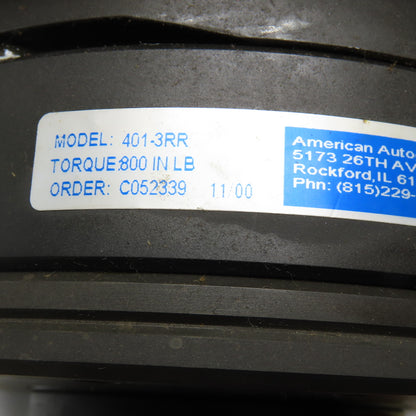 MODEL: 401-3RR
TORQUE:800 IN LB
ORDER: C052339 11/00
American Auto
5173 26TH AV
Rockford,IL 61
Phn: (815)229-